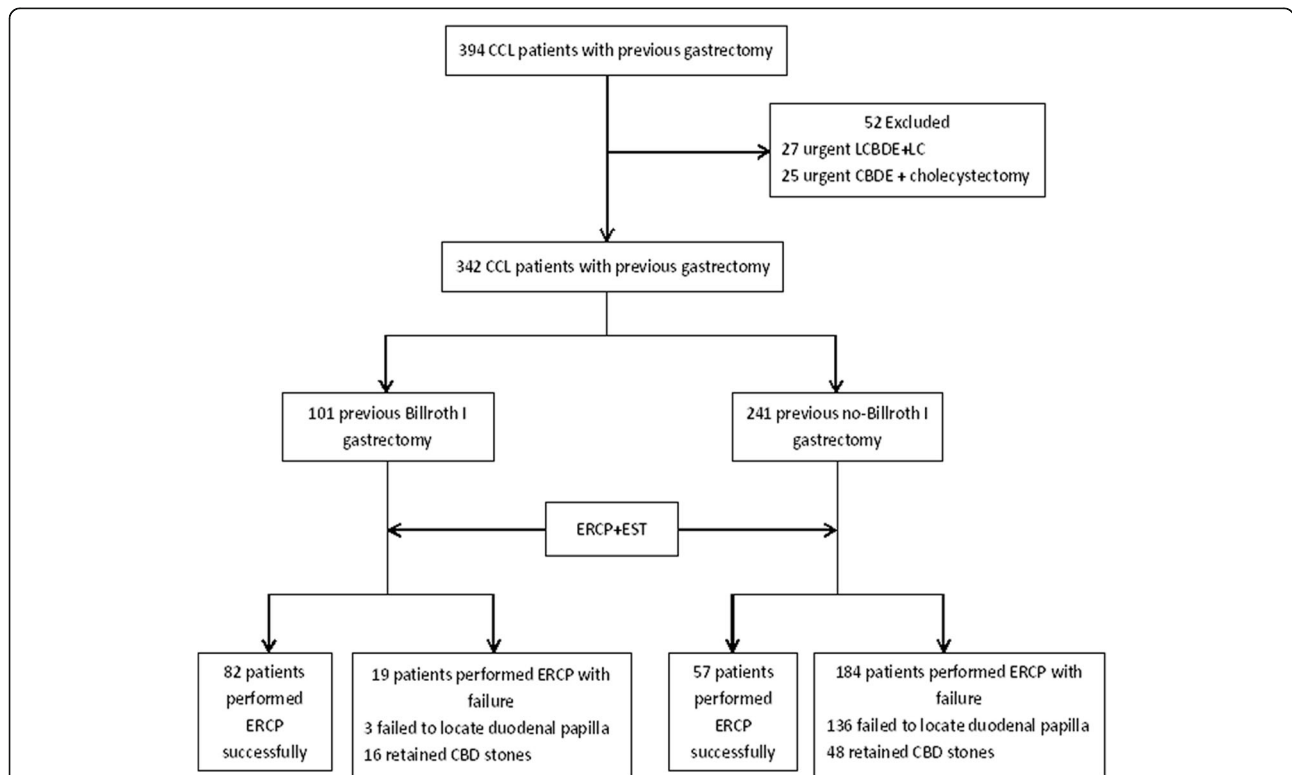 394 CCL patients with previous gastrectomy
52 Excluded
27 urgent LCBDE+LC
25 urgent CBDE + cholecystectomy
342 CCL patients with previous gastrectomy
101 previous Billroth I
gastrectomy
241 previous no-Billroth I
gastrectomy
ERCP+EST
82 patients
performed
ERCP
successfully
19 patients performed ERCP with
failure
3 failed to locate duodenal papilla
16 retained CBD stones
57 patients
performed
ERCP
successfully
184 patients performed ERCP with
failure
136 failed to locate duodenal papilla
48 retained CBD stones